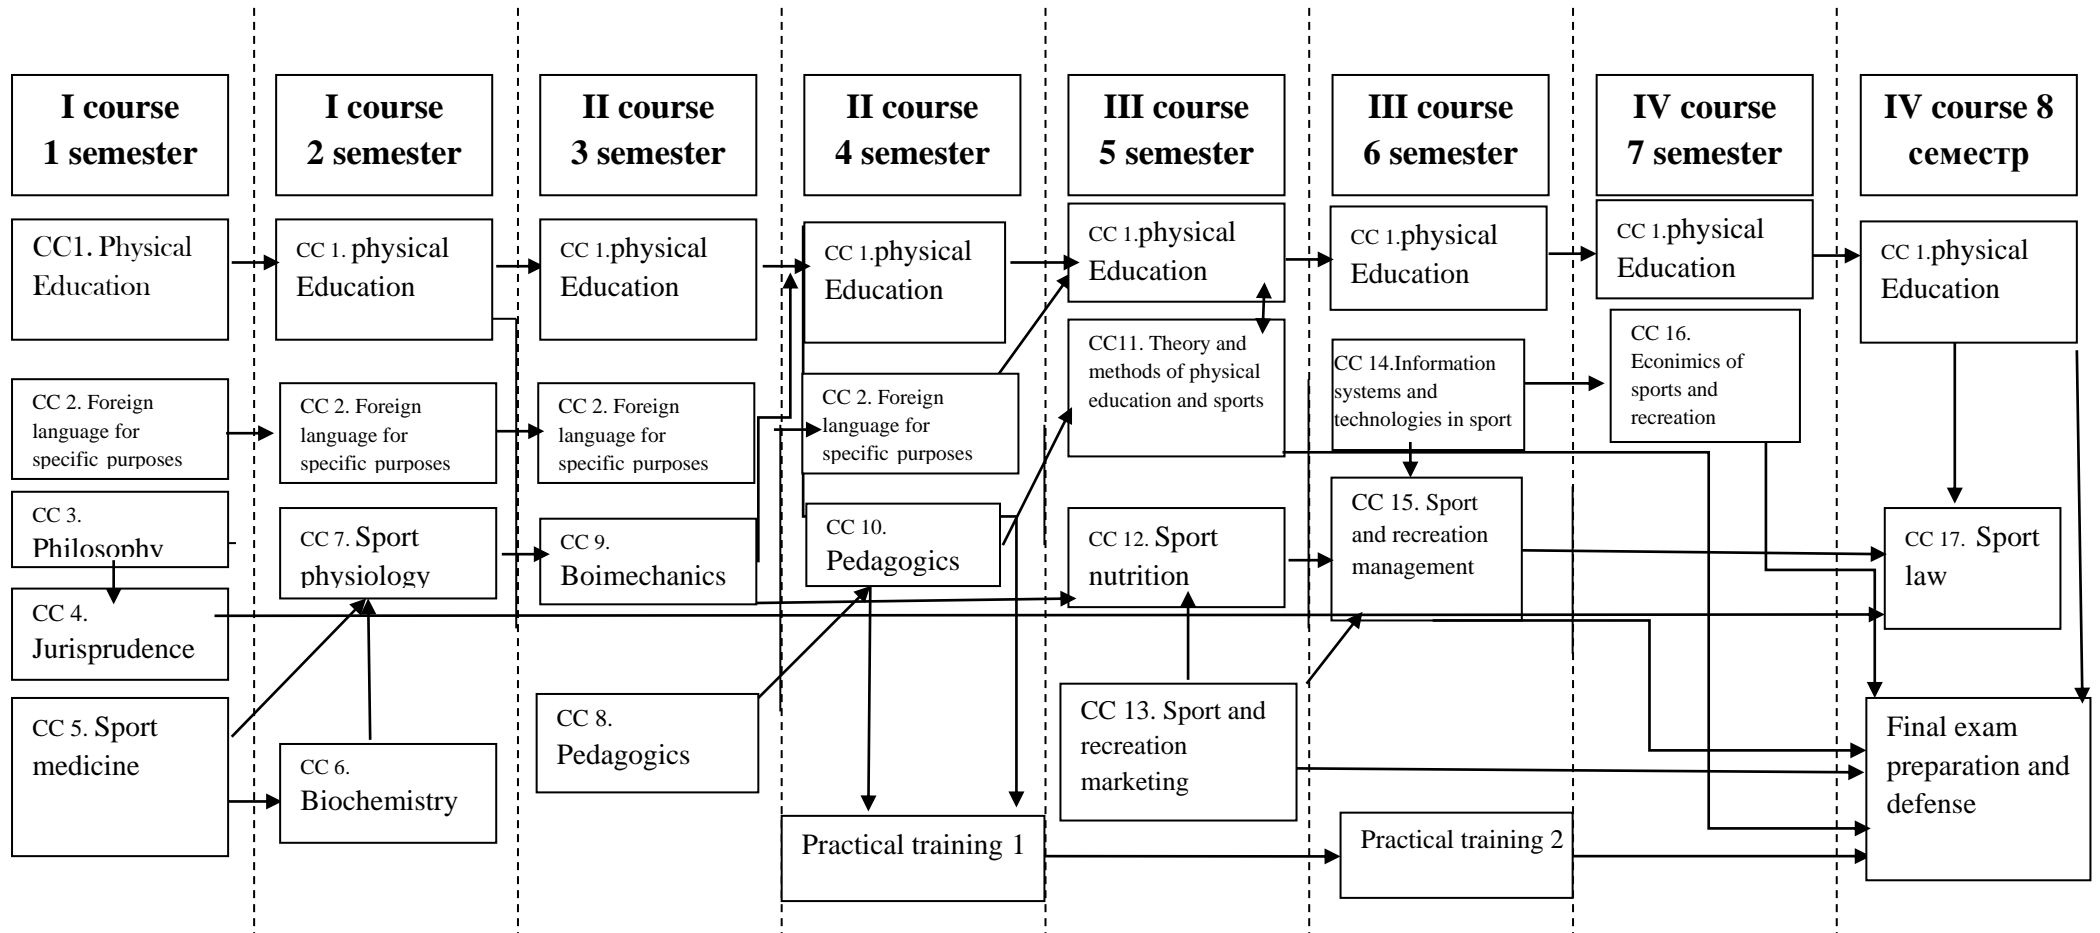 I course
1 semester
I course
2 semester
II course
3 semester
II course
4 semester
III course
5 semester
III course
6 semester
IV course
7 semester
IV course 8
семестр
CC1. Physical
Education
CC 1. physical
Education
CC 1.physical
Education
CC 1.physical
Education
CC 1.physical
Education
CC 1.physical
Education
CC 1.physical
Education
CC 1.physical
Education
CC 2. Foreign
language for
specific purposes
CC 2. Foreign
language for
specific purposes
CC 2. Foreign
language for
specific purposes
CC 2. Foreign
language for
specific purposes
CC11. Theory and
methods of physical
education and sports
CC 14.Information
systems and
technologies in sport
CC 16.
Econimics of
sports and
recreation
CC 3.
Philosophy
CC 7. Sport
physiology
CC 9.
Boimechanics
CC 10.
Pedagogics
CC 12. Sport
nutrition
CC 15. Sport
and recreation
management
CC 17. Sport
law
CC 4.
Jurisprudence
CC 5. Sport
medicine
CC 6.
Biochemistry
CC 8.
Pedagogics
CC 13. Sport and
recreation
marketing
Final exam
preparation and
defense
Practical training 1
Practical training 2